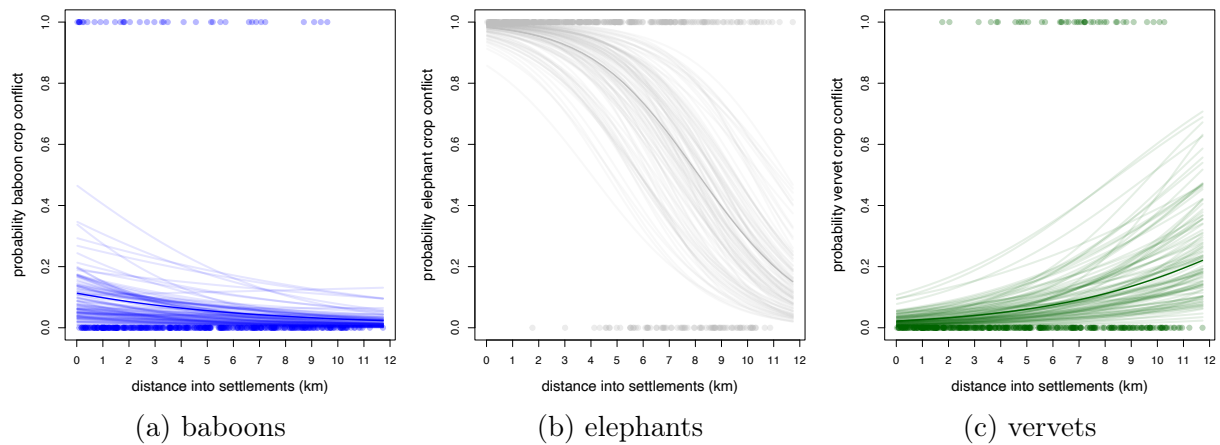 probability baboon crop conflict
1.0
0.8
0.6
0.4
0.2
0.0
0 1 2 3 4 5 6 7 8 9 10 11 12
distance into settlements (km)
(a) baboons
probability elephant crop conflict
1.0
0.8
0.6
0.4
0.2
0.0
0 1 2 3 4 5 6 7 8 9 10 11 12
distance into settlements (km)
(b) elephants
probability vervet crop conflict
1.0
0.8
0.6
0.4
0.2
0.0
0 1 2 3 4 5 6 7 8 9 10 11 12
distance into settlements (km)
(c) vervets